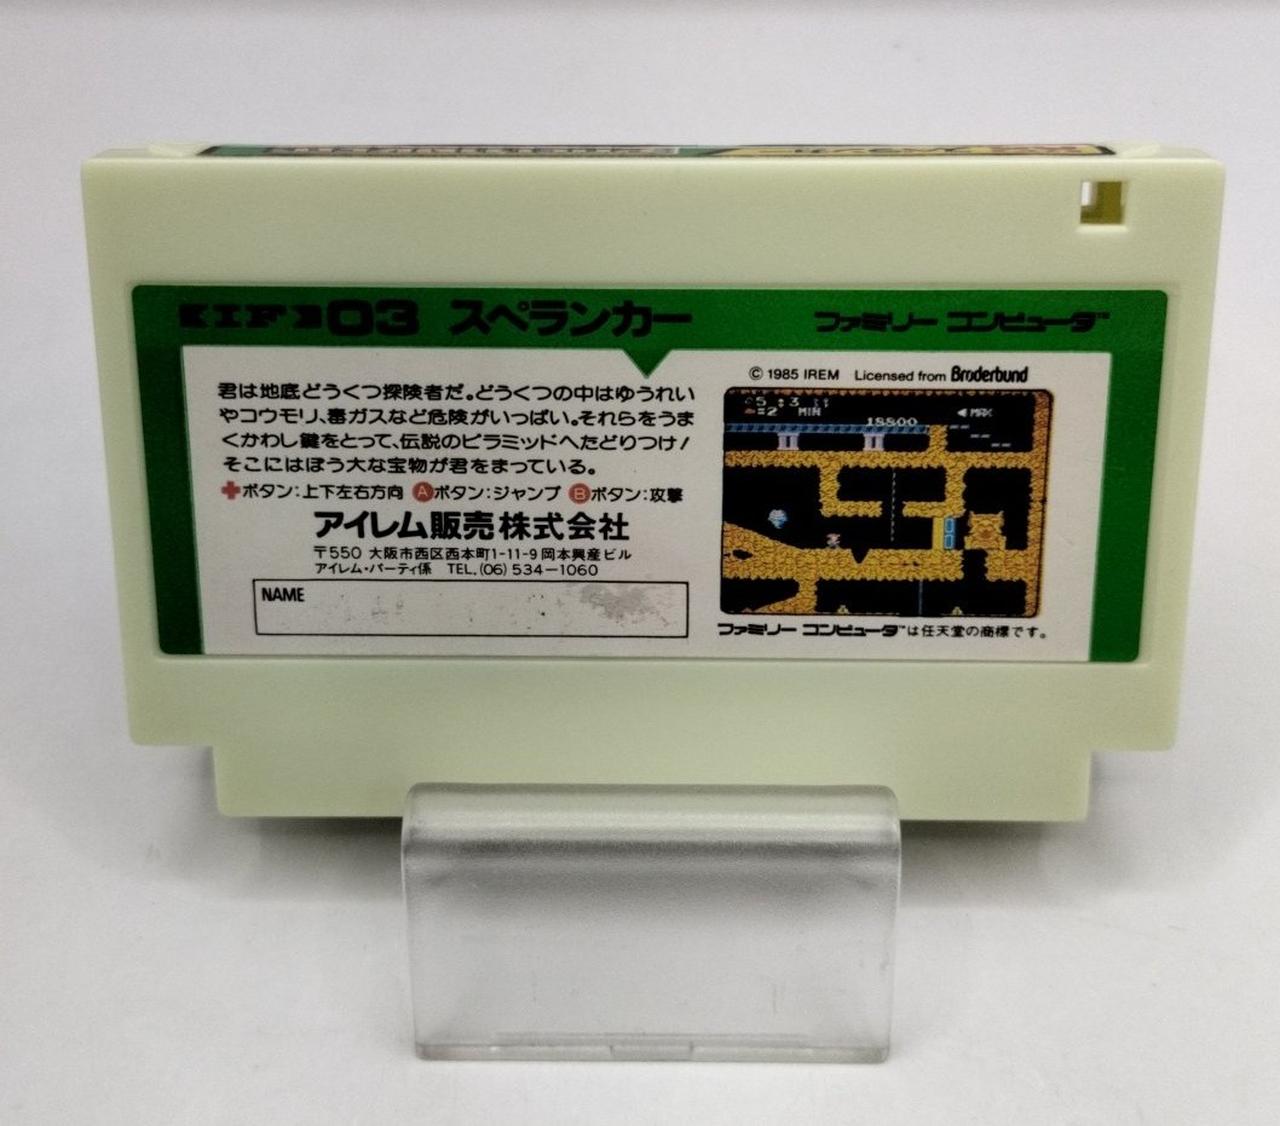 IF 03 スペランカー
ファミリー コンピュータ™
君は地底どうくつ探険者だ。どうくつの中はゆうれい
やコウモリ、毒ガスなど危険がいっぱい。それらをうま
くかわし鍵をとって、伝説のピラミッドへたどりつけ!
そこにはぼう大な宝物が君をまっている。
ボタン:上下左右方向 Ⓐボタン:ジャンプ Ⓑボタン:攻撃
アイレム販売株式会社
〒550 大阪市西区西本町1-11-9 岡本興産ビル
アイレム・パーティ係 TEL.(06)534-1060
NAME
© 1985 IREM Licensed from Brøderbund
5 : 3
=2 MIN
18800
◀ MAX
ファミリー コンピュータ™は任天堂の商標です。